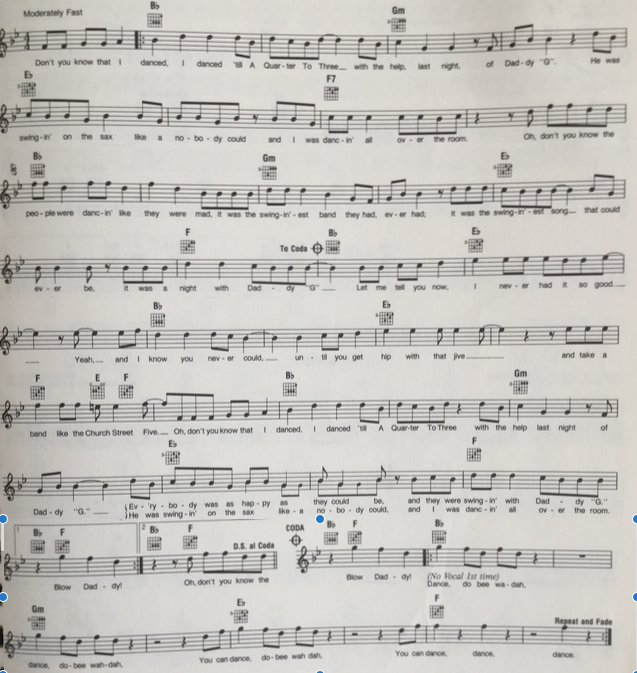 Moderately Fast
B♭ Gm
Don't you know that I danced, I danced 'till A Quar-ter To Three__ with the help, last night, of Dad-dy "G". He was
E♭ F7
swing-in' on the sax like a no-bo-dy could and I was danc-in' all ov-er the room. Oh, don't you know the
B♭ Gm E♭
peo-ple were danc-in' like they were mad, it was the swing-in'-est band they had, ev-er had; it was the swing-in'-est song__ that could
F To Coda B♭ E♭
ev-er be, it was a night with Dad-dy "G"__ Let me tell you now, I nev-er had it so good__
B♭ E♭
Yeah,__ and I know you nev-er could,__ un-til you get hip with that jive__ and take a
F E F B♭ Gm
band like the Church Street Five.__ Oh, don't you know that I danced, I danced 'till A Quar-ter To Three with the help last night of
E♭ F
Dad-dy "G."__ Ev-'ry-bo-dy was as hap-py as they could be, and they were swing-in' with Dad-dy "G."
He was swing-in' on the sax like-a no-bo-dy could, and I was danc-in' all ov-er the room.
1 B♭ F 2 B♭ F D.S. al Coda CODA B♭ F B♭
Blow Dad-dy! Oh, don't you know the Blow Dad-dy! (No Vocal 1st time)
Dance, do bee wa-dah,
Gm E♭ F Repeat and Fade
dance, do-bee wah-dah, You can dance, do-bee wah dah, You can dance, dance, dance.